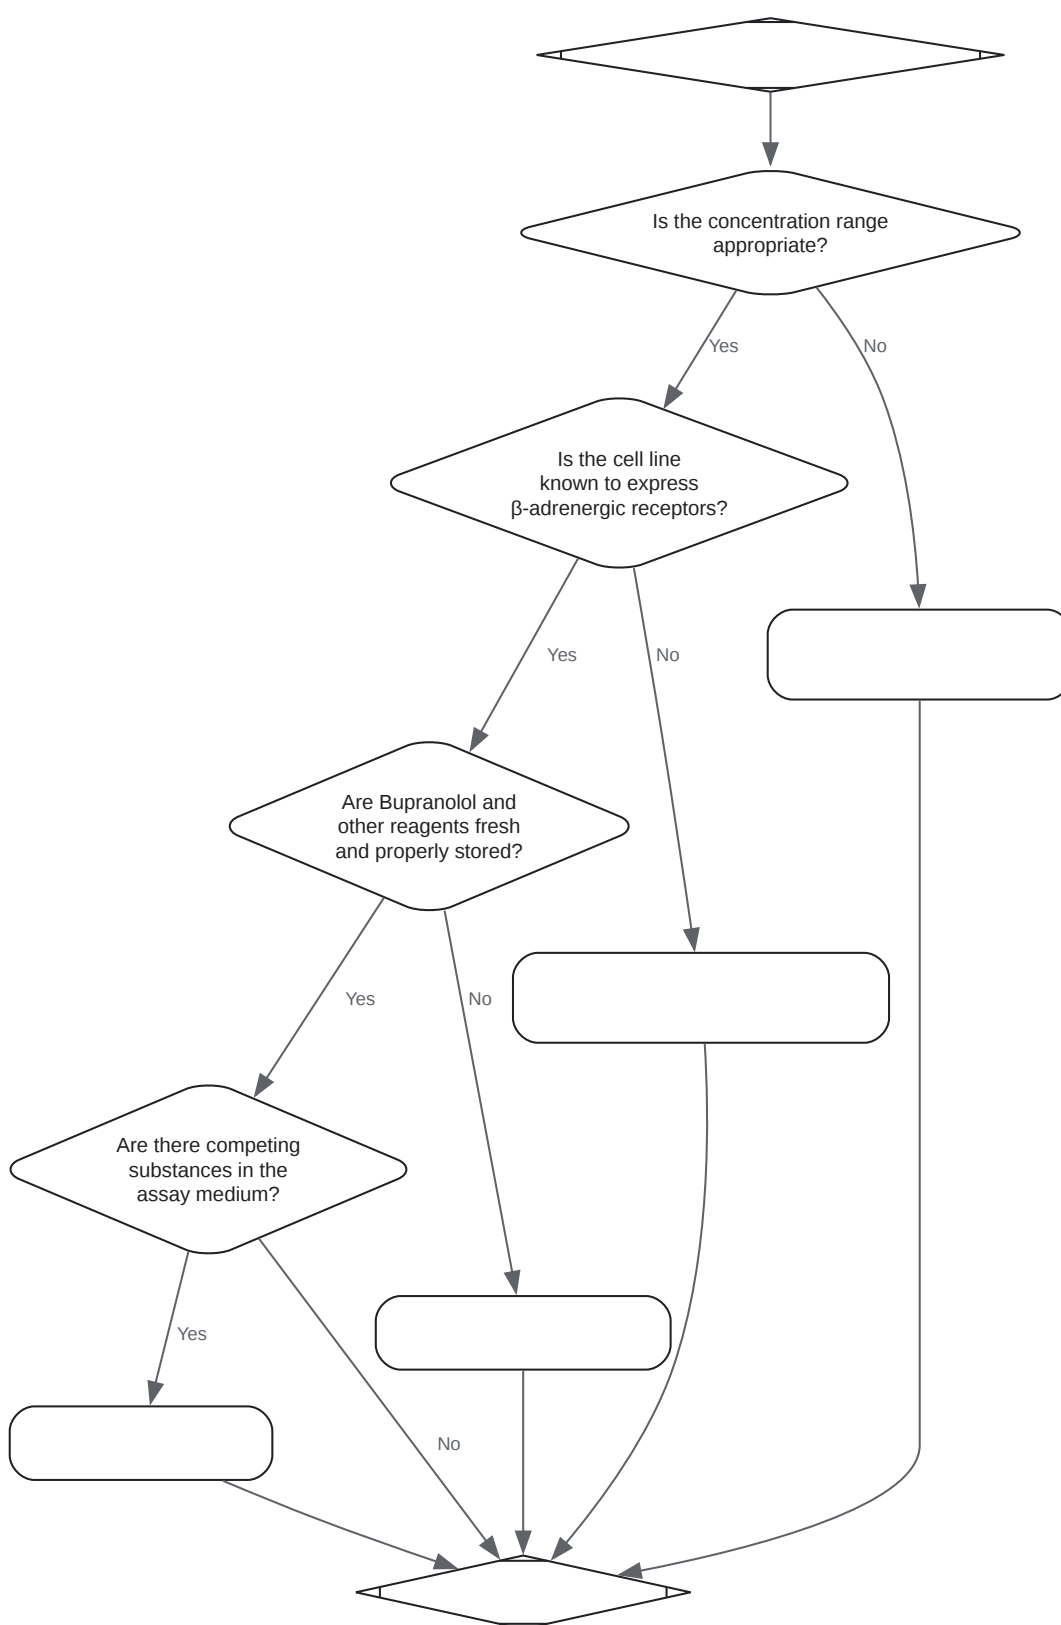 Is the concentration range
appropriate?
Yes
No
Is the cell line
known to express
β-adrenergic receptors?
Yes
No
Are Bupranolol and
other reagents fresh
and properly stored?
Yes
No
Are there competing
substances in the
assay medium?
Yes
No